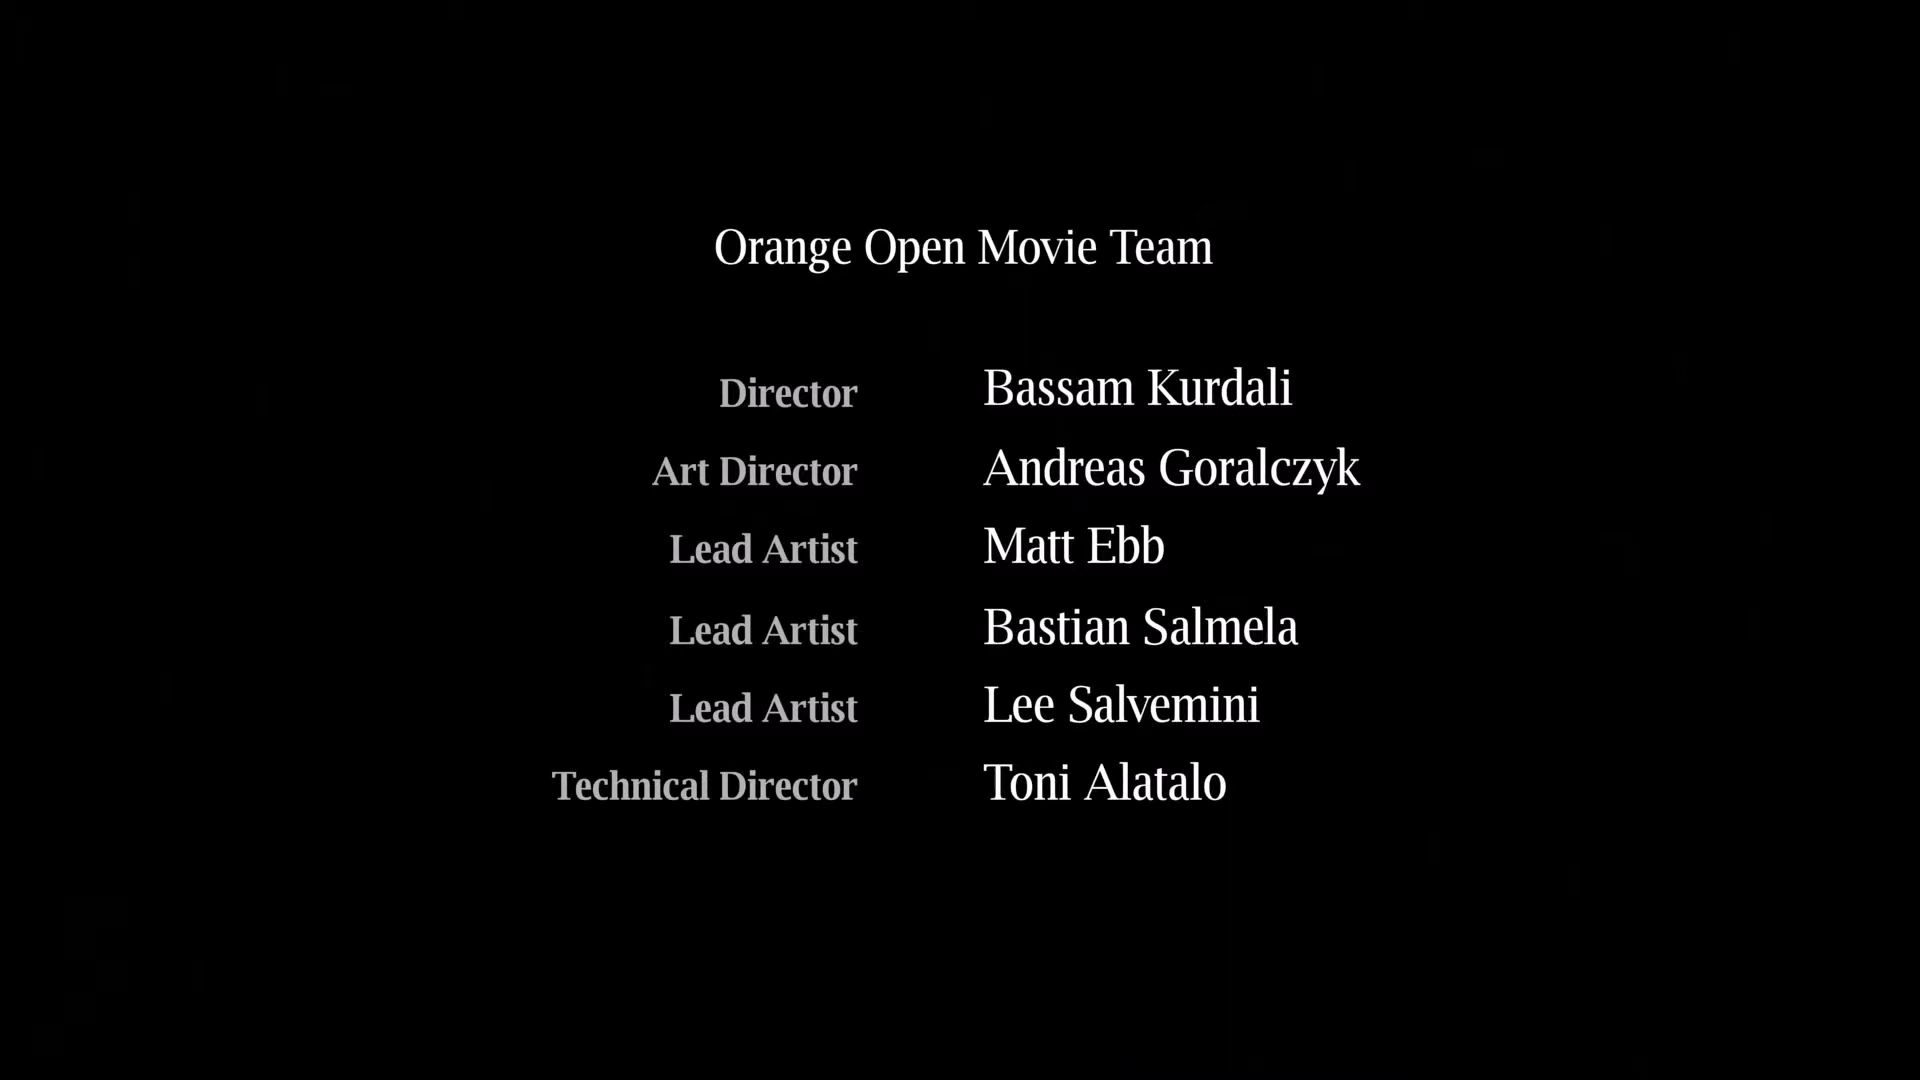 Orange Open Movie Team
Director Bassam Kurdali
Art Director Andreas Goralczyk
Lead Artist Matt Ebb
Lead Artist Bastian Salmela
Lead Artist Lee Salvemini
Technical Director Toni Alatalo